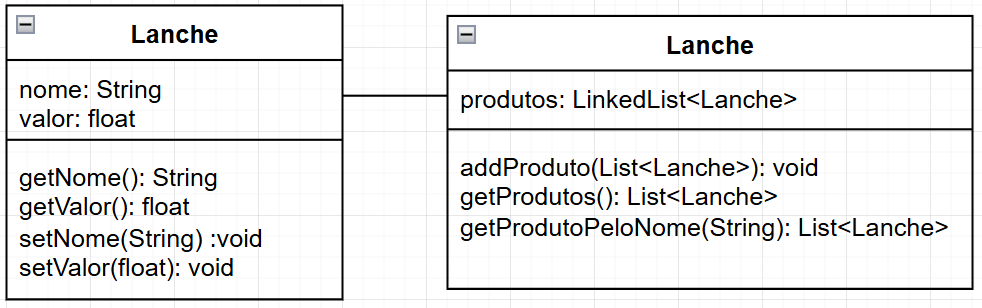 Lanche
nome: String
valor: float
getNome(): String
getValor(): float
setNome(String) :void
setValor(float): void
Lanche
produtos: LinkedList<Lanche>
addProduto(List<Lanche>): void
getProdutos(): List<Lanche>
getProdutoPeloNome(String): List<Lanche>